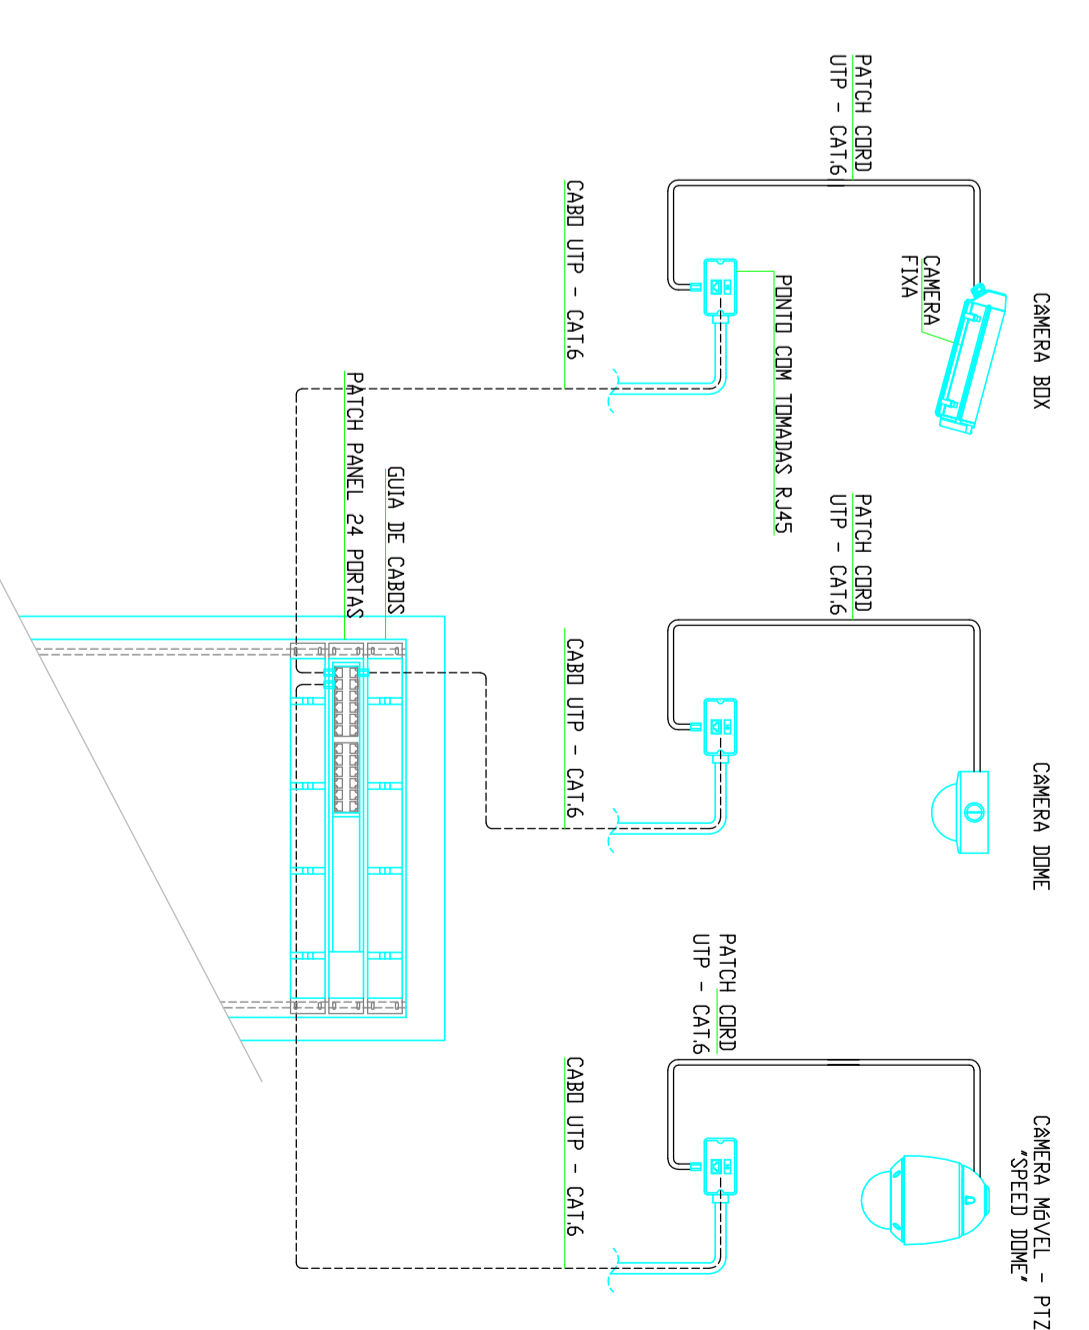 CÂMERA BOX
CÂMERA DOME
CÂMERA MÓVEL - PTZ
"SPEED DOME"
CAMERA
FIXA
PATCH CORD
UTP - CAT.6
PATCH CORD
UTP - CAT.6
PATCH CORD
UTP - CAT.6
PONTO COM TOMADAS RJ45
CABO UTP - CAT.6
CABO UTP - CAT.6
CABO UTP - CAT.6
GUIA DE CABOS
PATCH PANEL 24 PORTAS